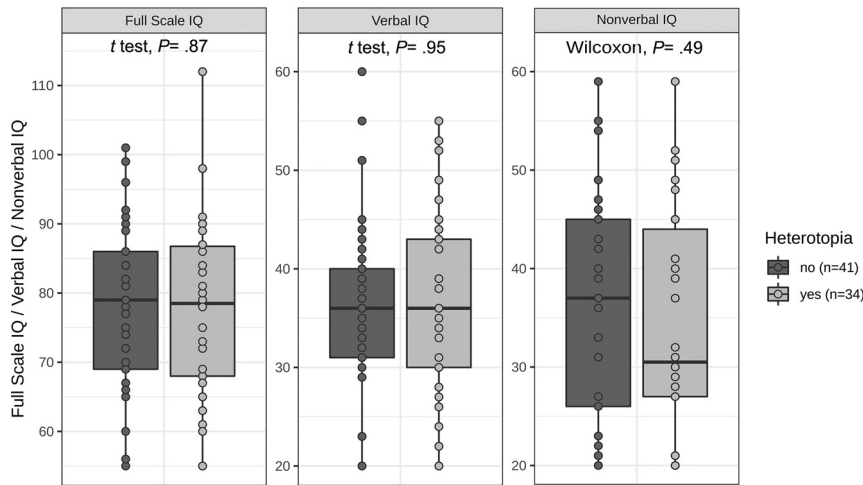 Full Scale IQ
Verbal IQ
Nonverbal IQ
t test, P= .87
t test, P= .95
Wilcoxon, P= .49
Full Scale IQ / Verbal IQ / Nonverbal IQ
110
100
90
80
70
60
60
50
40
30
20
60
50
40
30
20
Heterotopia
no (n=41)
yes (n=34)